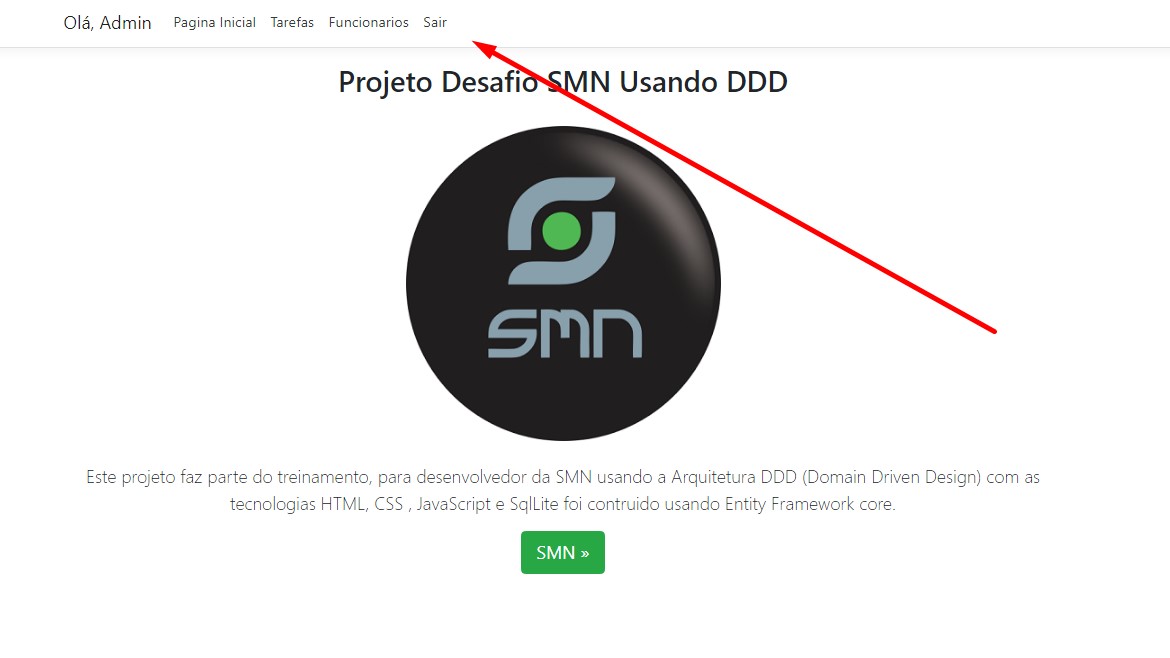 Olá, Admin Pagina Inicial Tarefas Funcionarios Sair
Projeto Desafio SMN Usando DDD
smn
Este projeto faz parte do treinamento, para desenvolvedor da SMN usando a Arquitetura DDD (Domain Driven Design) com as
tecnologias HTML, CSS , JavaScript e SqlLite foi contruido usando Entity Framework core.
SMN »